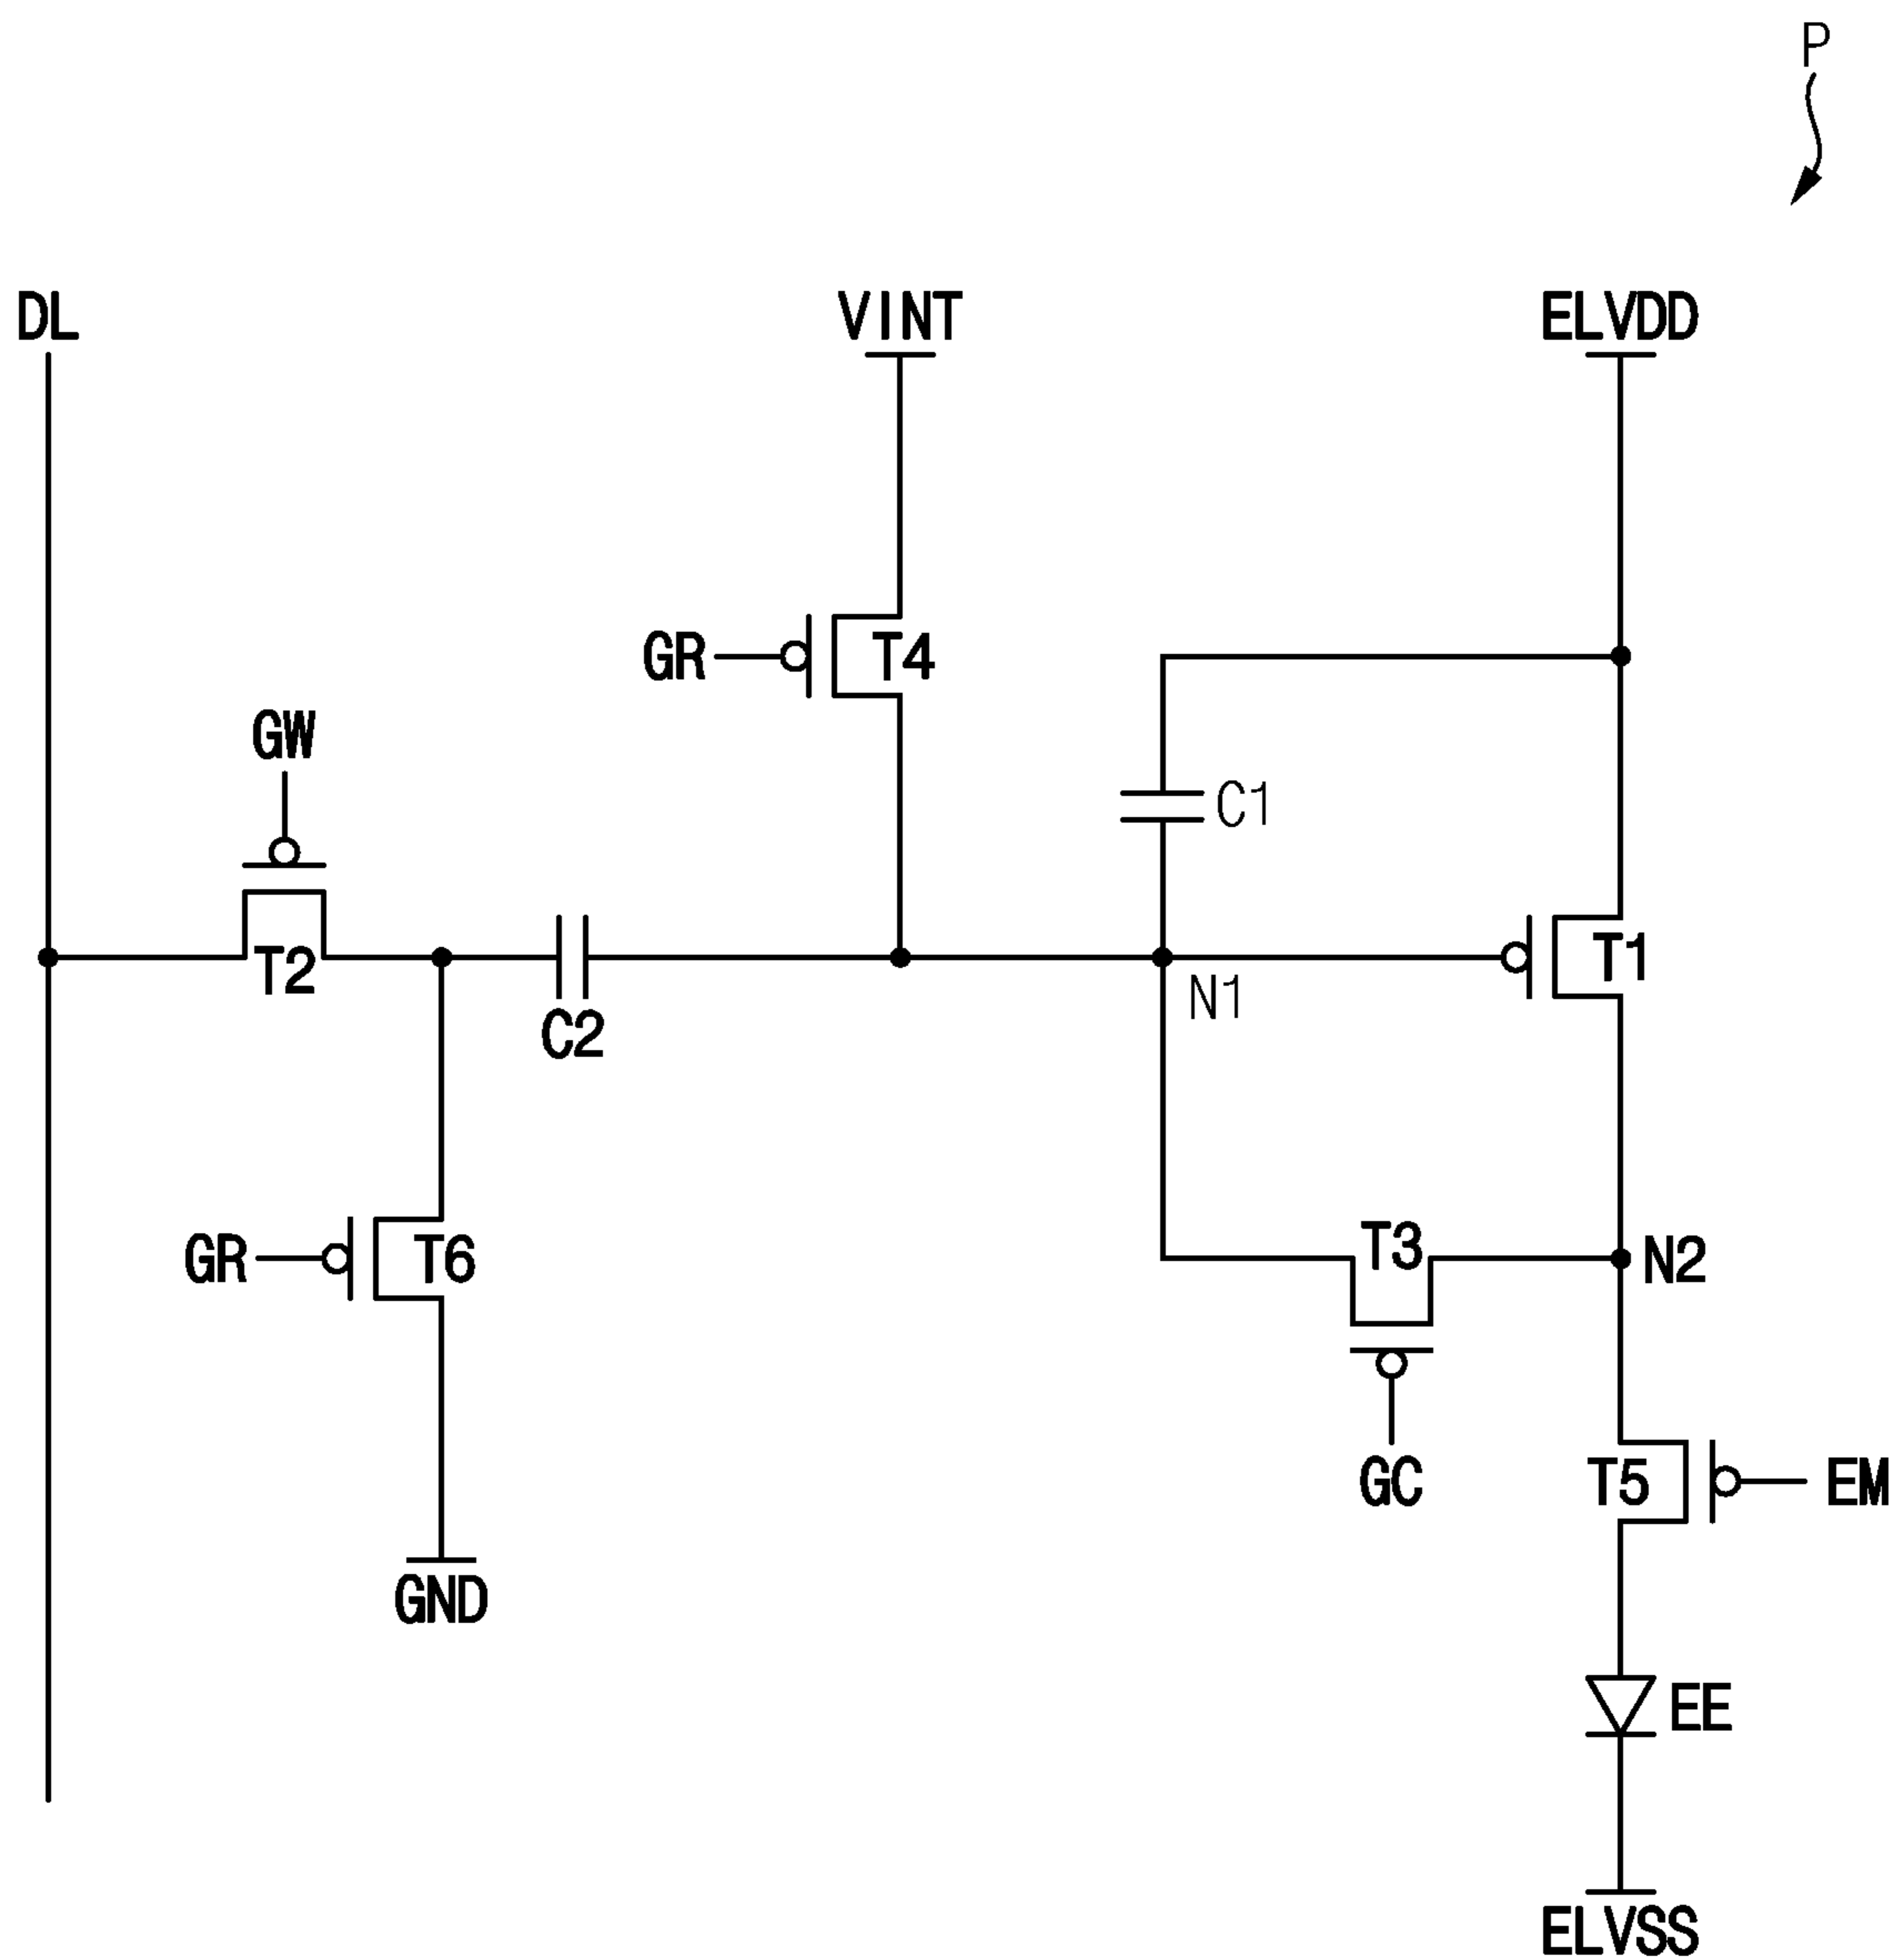 P
DL
VINT
ELVDD
GR
T4
GW
C1
T2
T1
N1
C2
T3
GR
T6
N2
GC
T5
EM
GND
EE
ELVSS